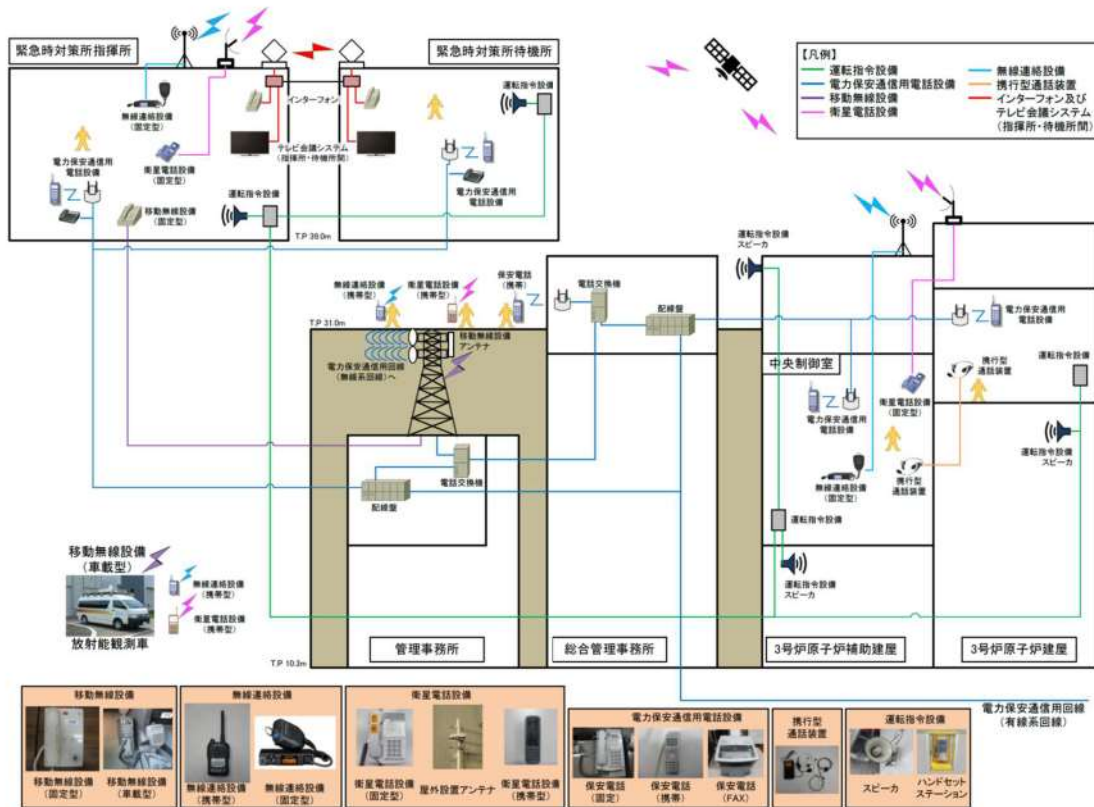 緊急時対策所指揮所
緊急時対策所待機所
無線連絡設備
(固定型)
インターフォン
運転指令設備
電力保安通信用
電話設備
衛星電話設備
(固定型)
テレビ会議システム
(指揮所・待機所間)
移動無線設備
(固定型)
運転指令設備
電力保安通信用
電話設備
T.P 39.0m
【凡例】
運転指令設備
電力保安通信用電話設備
移動無線設備
衛星電話設備
無線連絡設備
携行型通話装置
インターフォン及び
テレビ会議システム
(指揮所・待機所間)
T.P 31.0m
無線連絡設備
(携帯型)
衛星電話設備
(携帯型)
保安電話
(携帯)
移動無線設備
アンテナ
電力保安通信用回線
(無線系回線)へ
電話交換機
配線盤
電話交換機
配線盤
運転指令設備
スピーカ
中央制御室
電力保安通信用
電話設備
衛星電話設備
(固定型)
無線連絡設備
(固定型)
携行型
通話装置
運転指令設備
運転指令設備
スピーカ
電力保安通信用
電話設備
携行型
通話装置
運転指令設備
運転指令設備
スピーカ
移動無線設備
(車載型)
無線連絡設備
(携帯型)
衛星電話設備
(携帯型)
放射能観測車
T.P 10.3m
管理事務所
総合管理事務所
3号炉原子炉補助建屋
3号炉原子炉建屋
電力保安通信用回線
(有線系回線)
移動無線設備
移動無線設備
(固定型)
移動無線設備
(車載型)
無線連絡設備
無線連絡設備
(携帯型)
無線連絡設備
(固定型)
衛星電話設備
衛星電話設備
(固定型)
屋外設置アンテナ
衛星電話設備
(携帯型)
電力保安通信用電話設備
保安電話
(固定)
保安電話
(携帯)
保安電話
(FAX)
携行型
通話装置
運転指令設備
スピーカ
ハンドセット
ステーション